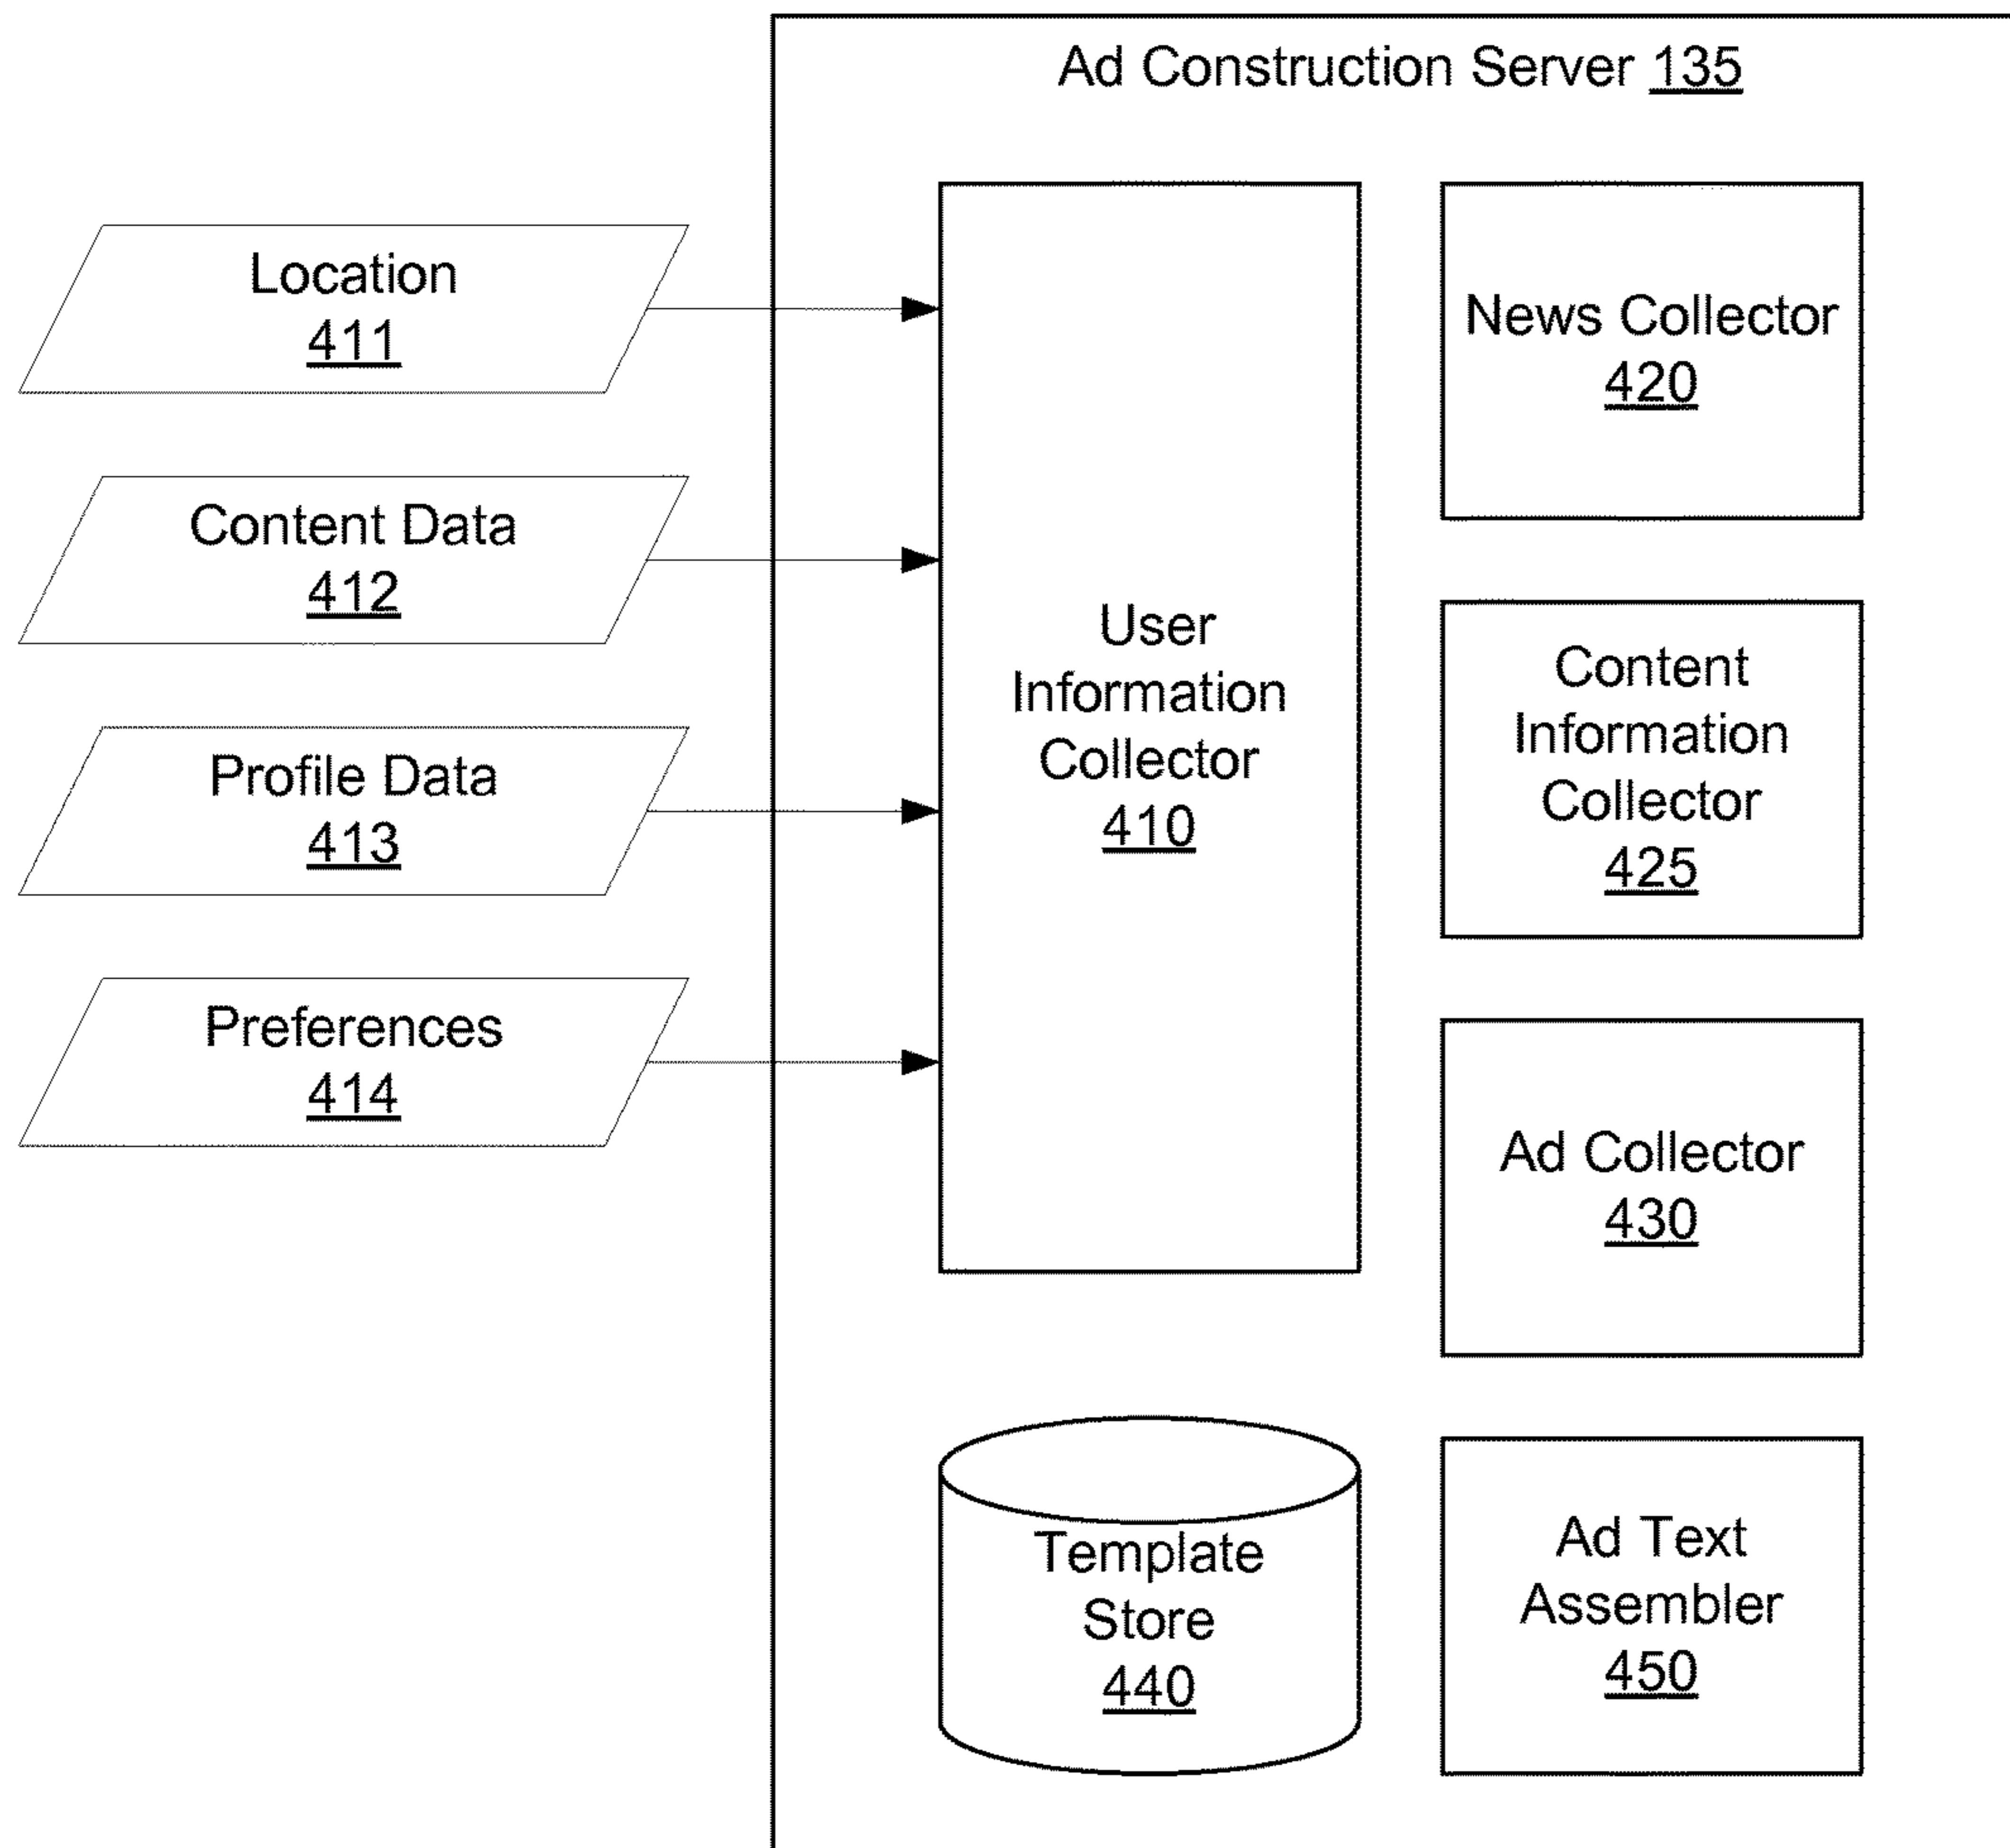 Ad Construction Server 135
Location
411
Content Data
412
Profile Data
413
Preferences
414
User
Information
Collector
410
News Collector
420
Content
Information
Collector
425
Ad Collector
430
Template
Store
440
Ad Text
Assembler
450